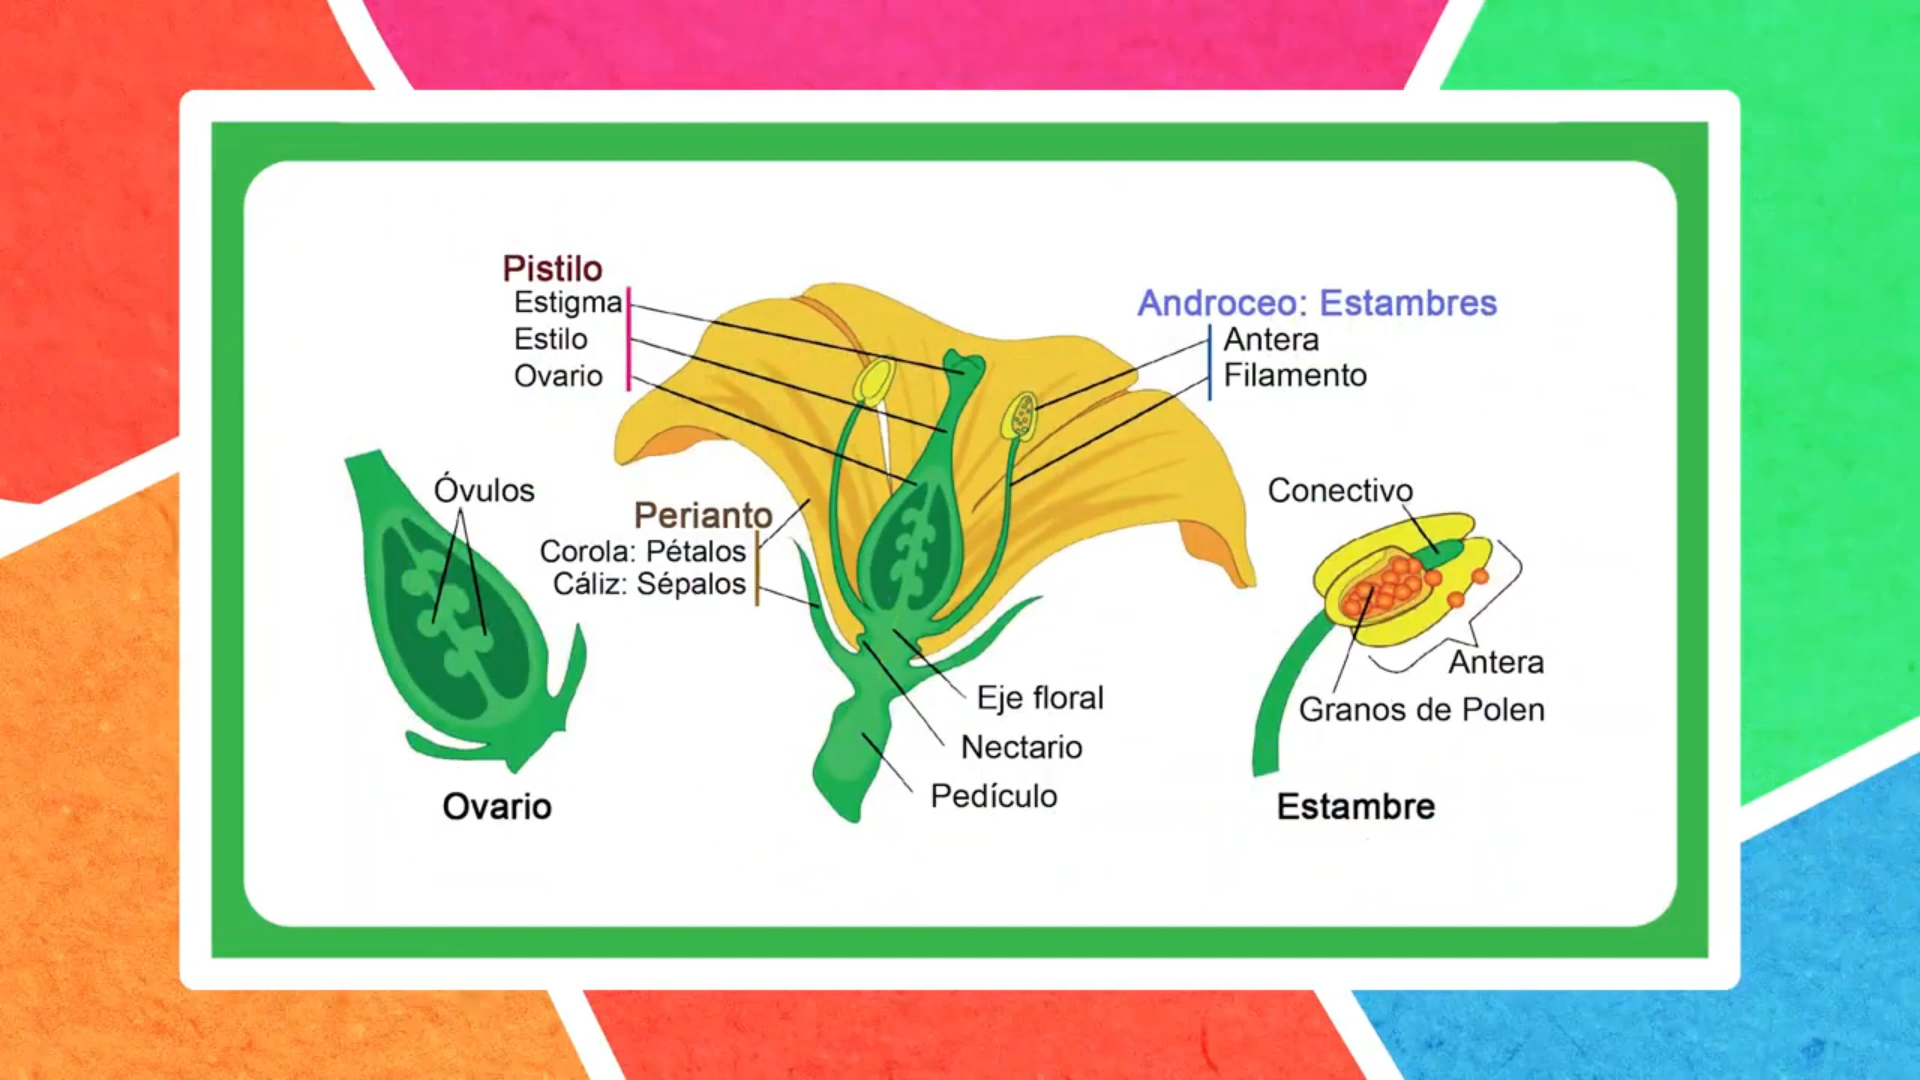 Pistilo
Estigma
Estilo
Ovario
Androceo: Estambres
Antera
Filamento
Óvulos
Perianto
Corola: Pétalos
Cáliz: Sépalos
Conectivo
Antera
Granos de Polen
Eje floral
Nectario
Pedículo
Ovario
Estambre